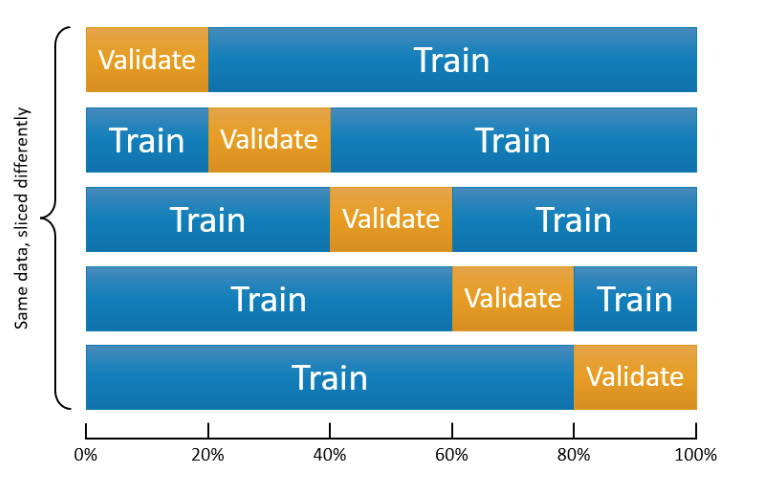 Same data, sliced differently
Validate Train
Train Validate Train
Train Validate Train
Train Validate Train
Train Validate
0% 20% 40% 60% 80% 100%